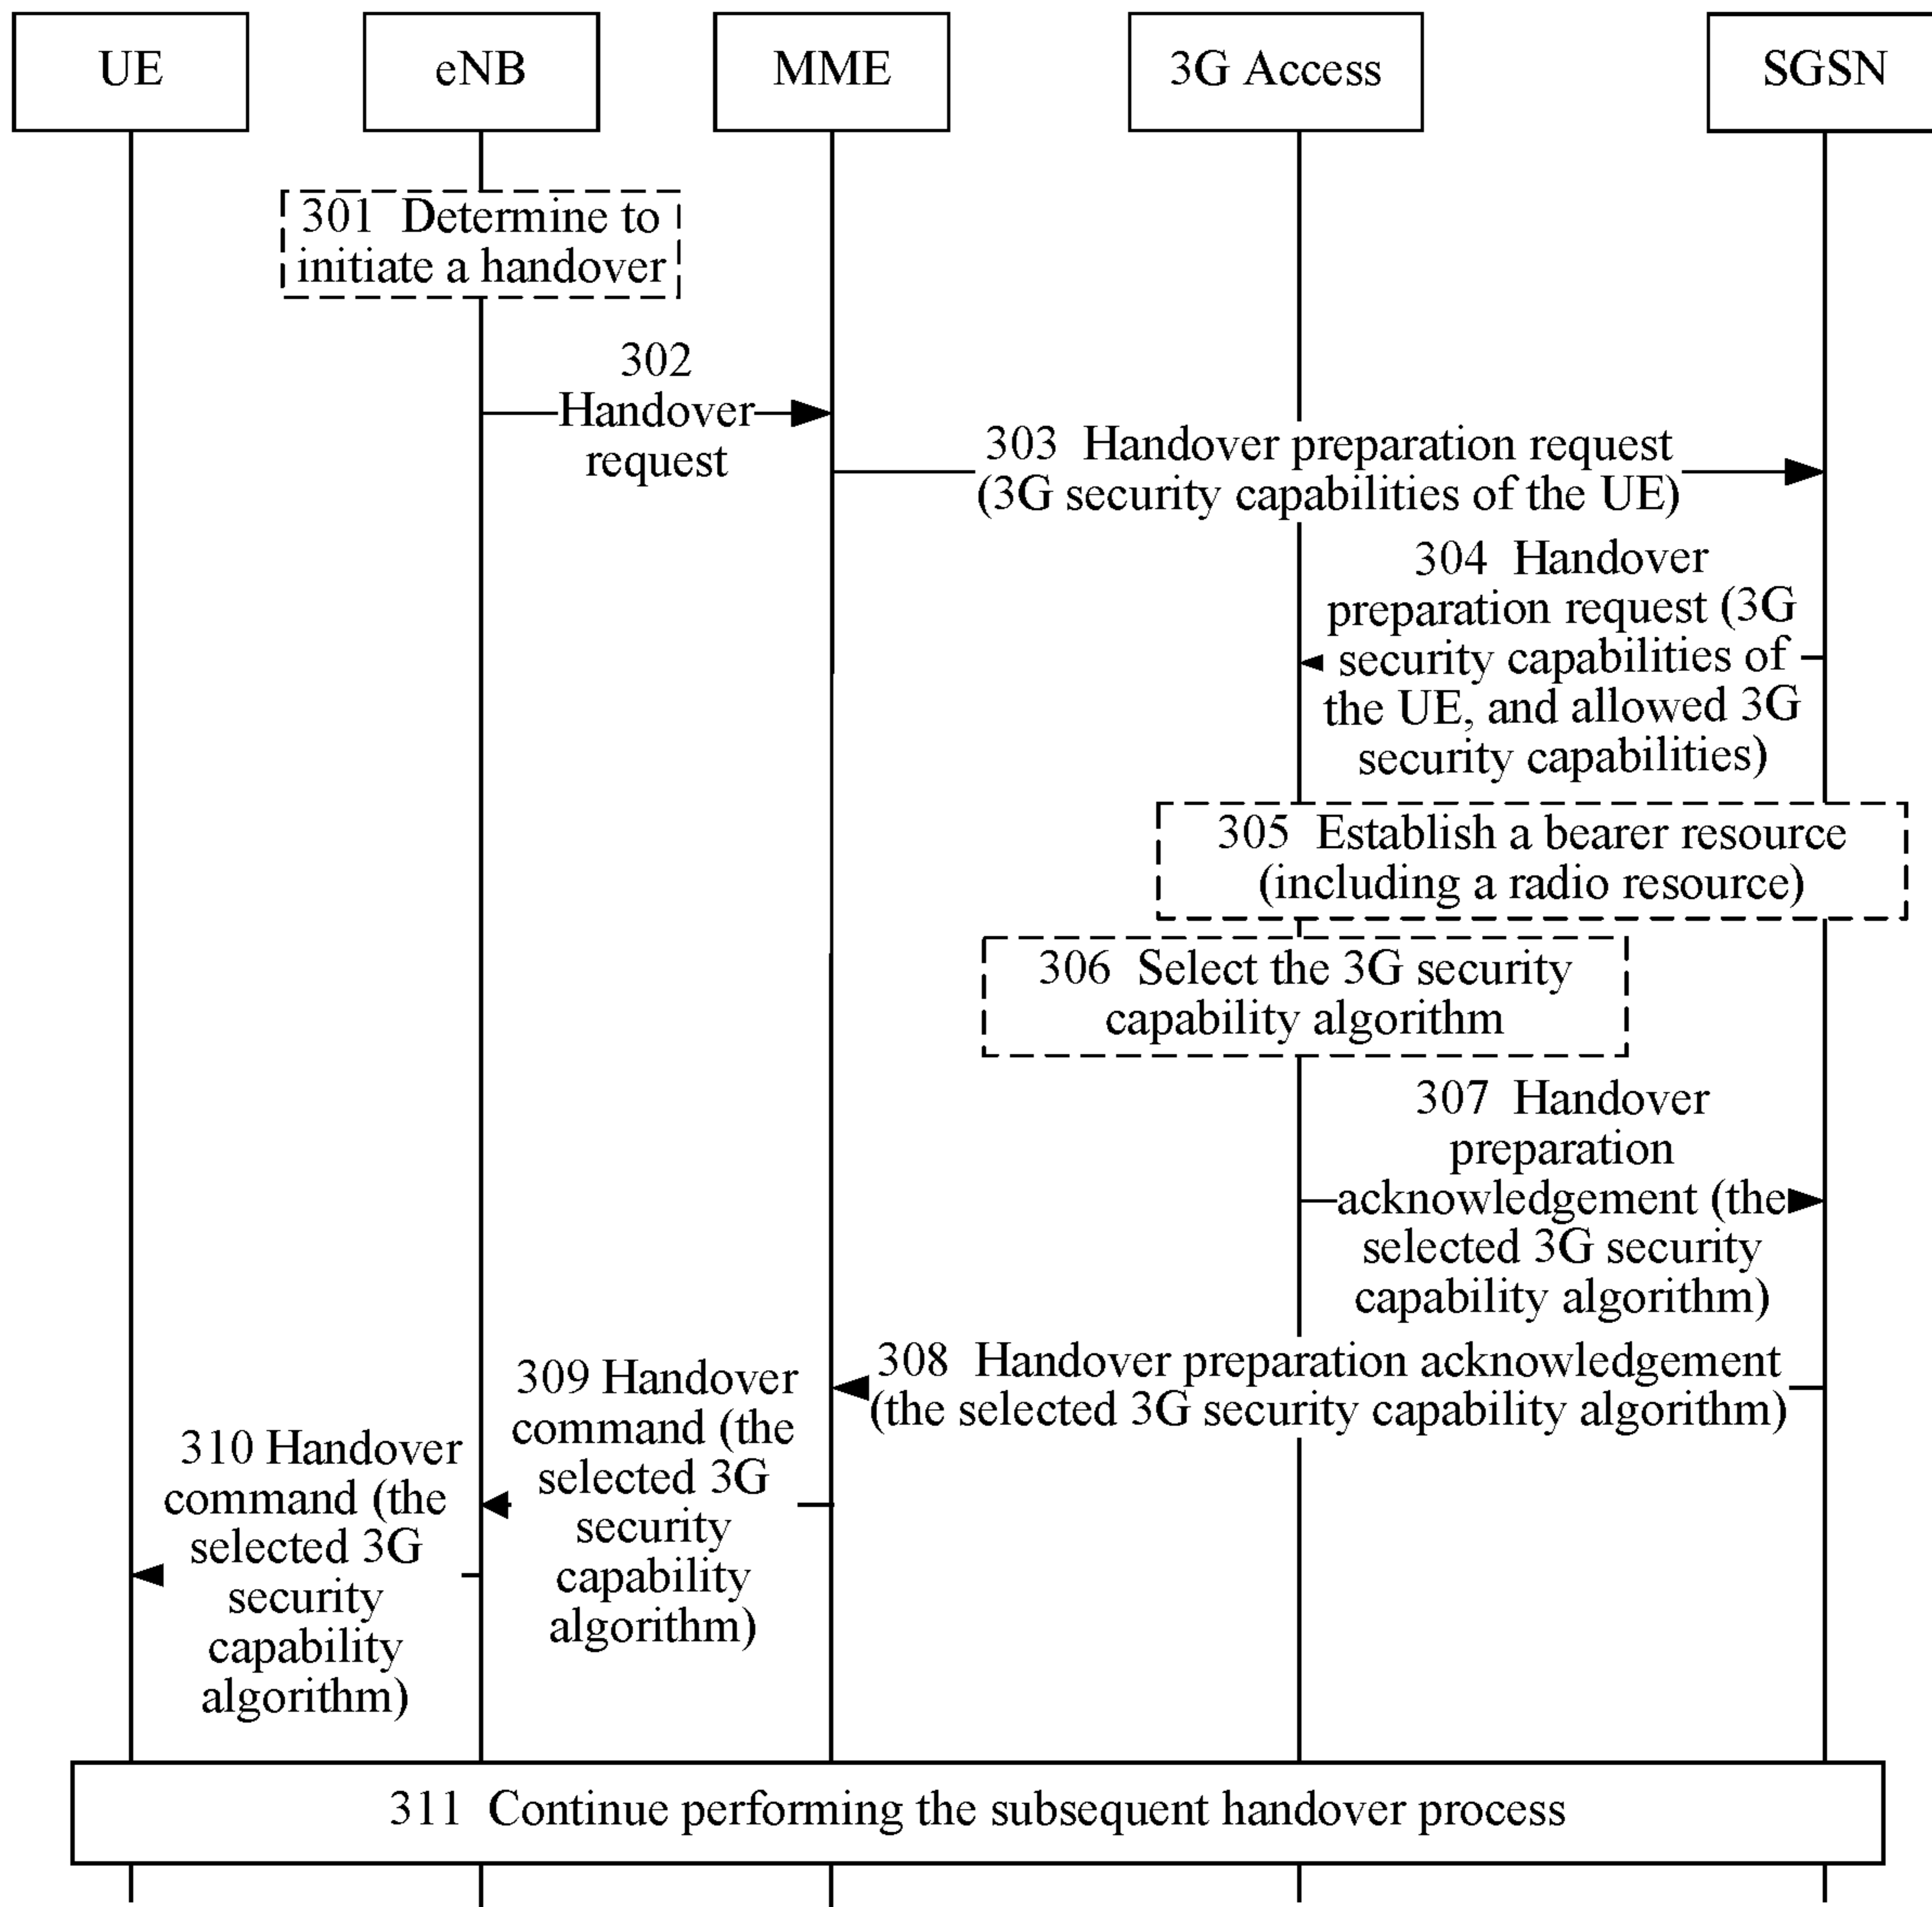 UE
eNB
MME
3G Access
SGSN
301 Determine to
initiate a handover
302
Handover
request
303 Handover preparation request
(3G security capabilities of the UE)
304 Handover
preparation request (3G
security capabilities of
the UE, and allowed 3G
security capabilities)
305 Establish a bearer resource
(including a radio resource)
306 Select the 3G security
capability algorithm
307 Handover
preparation
acknowledgement (the
selected 3G security
capability algorithm)
308 Handover preparation acknowledgement
(the selected 3G security capability algorithm)
309 Handover
command (the
selected 3G
security
capability
algorithm)
310 Handover
command (the
selected 3G
security
capability
algorithm)
311 Continue performing the subsequent handover process